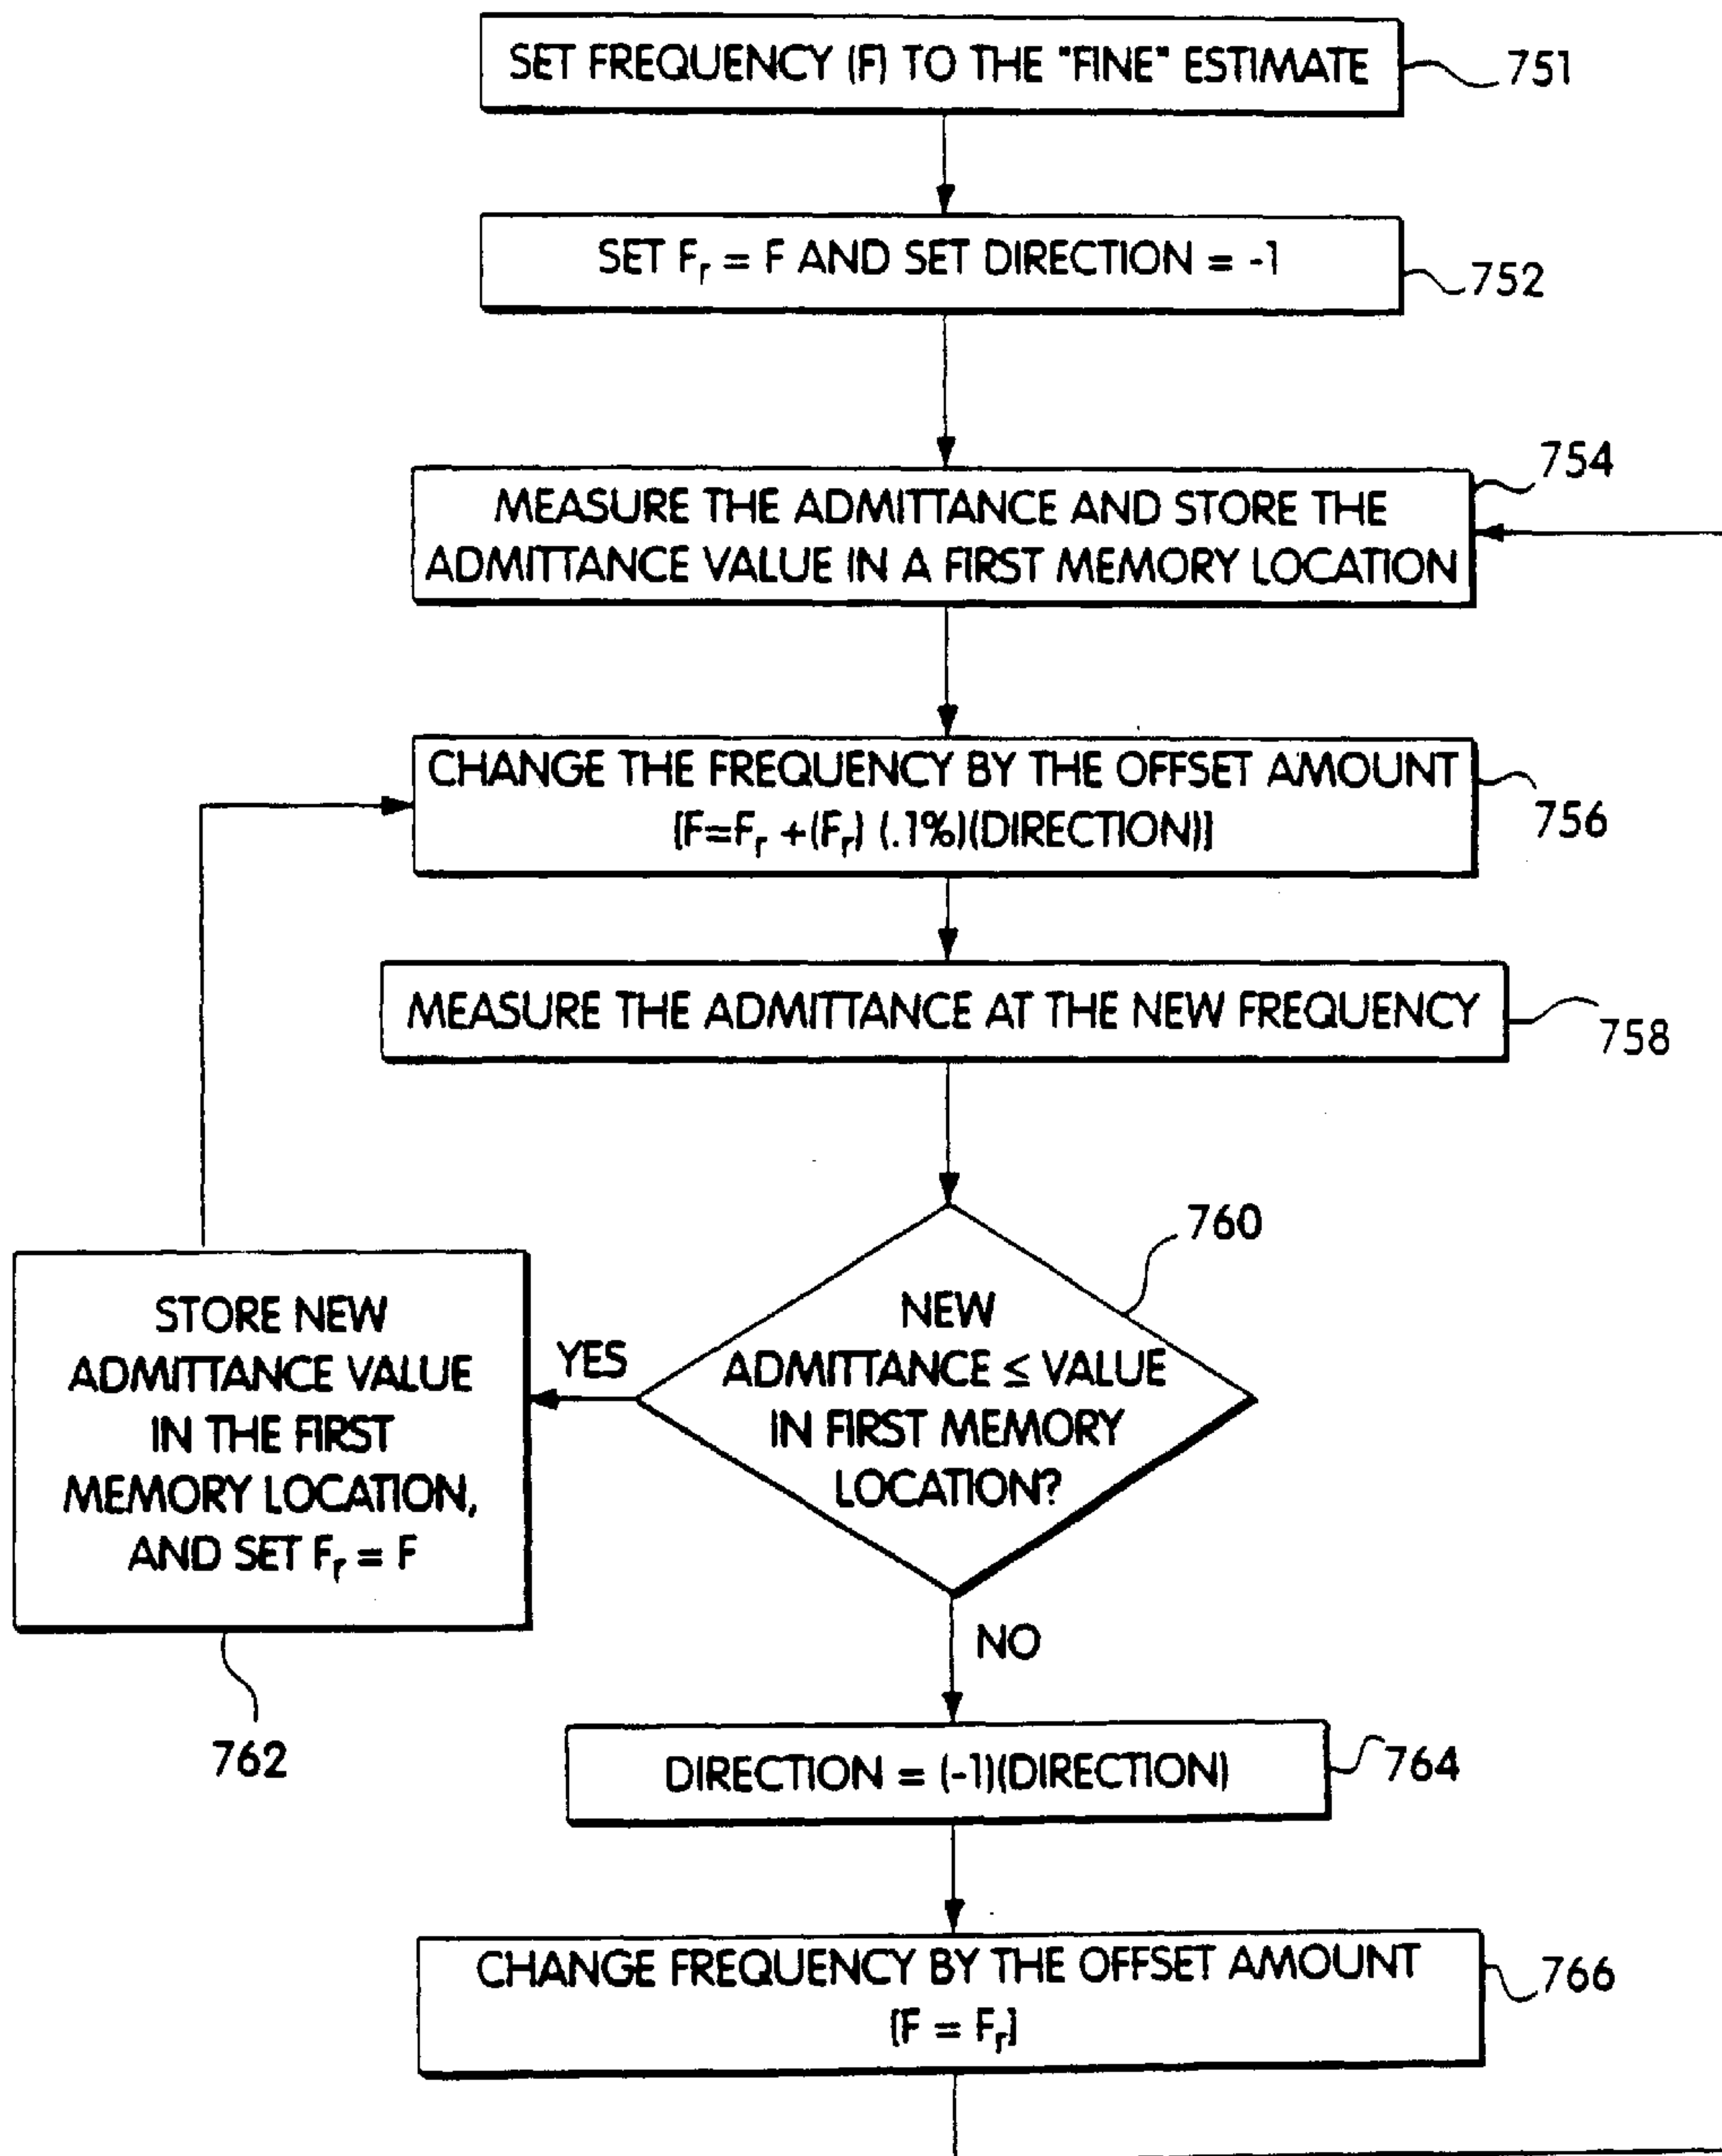 SET FREQUENCY (F) TO THE "FINE" ESTIMATE
751
SET Fr = F AND SET DIRECTION = -1
752
754
MEASURE THE ADMITTANCE AND STORE THE
ADMITTANCE VALUE IN A FIRST MEMORY LOCATION
CHANGE THE FREQUENCY BY THE OFFSET AMOUNT
[F=Fr +(Fr) (.1%)(DIRECTION)]
756
MEASURE THE ADMITTANCE AT THE NEW FREQUENCY
758
760
NEW
ADMITTANCE ≤ VALUE
IN FIRST MEMORY
LOCATION?
YES
STORE NEW
ADMITTANCE VALUE
IN THE FIRST
MEMORY LOCATION,
AND SET Fr = F
762
NO
DIRECTION = (-1)(DIRECTION)
764
CHANGE FREQUENCY BY THE OFFSET AMOUNT
[F = Fr]
766